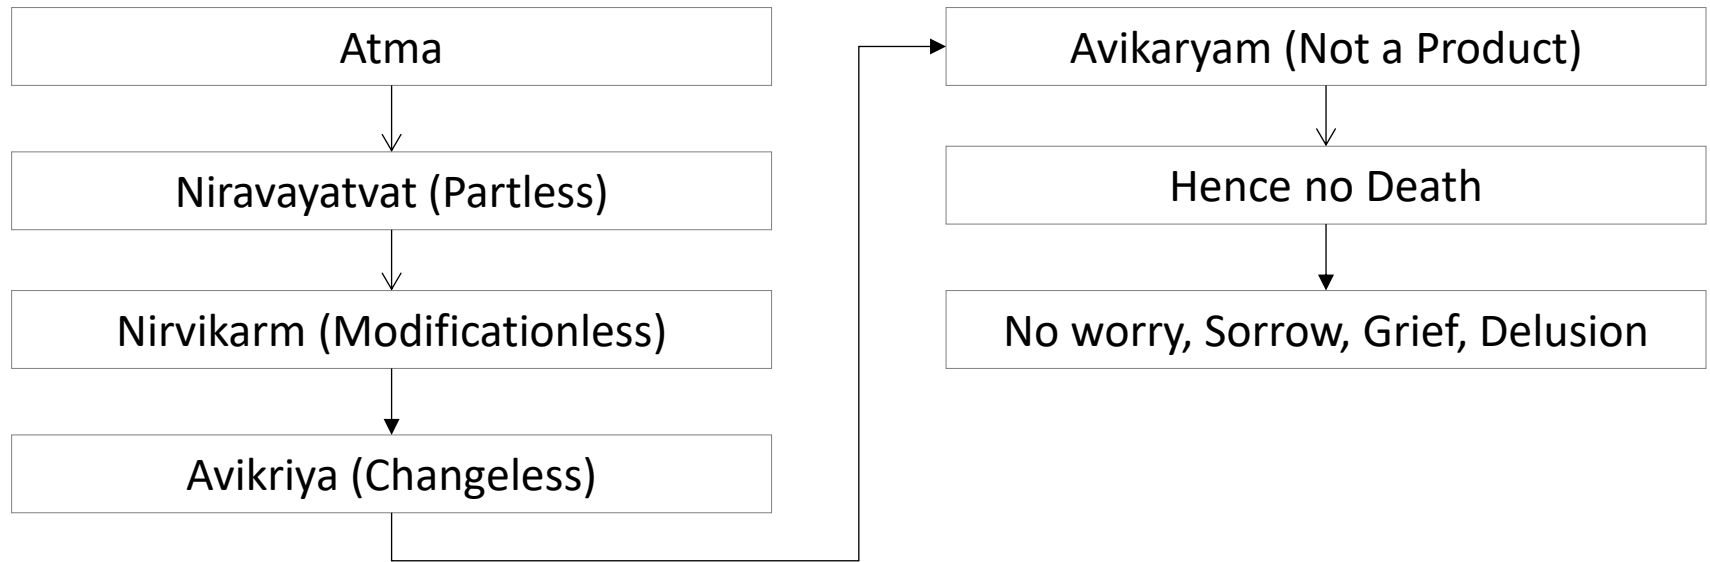 Atma
Niravayatvat (Partless)
Nirvikarm (Modificationless)
Avikriya (Changeless)
Avikaryam (Not a Product)
Hence no Death
No worry, Sorrow, Grief, Delusion